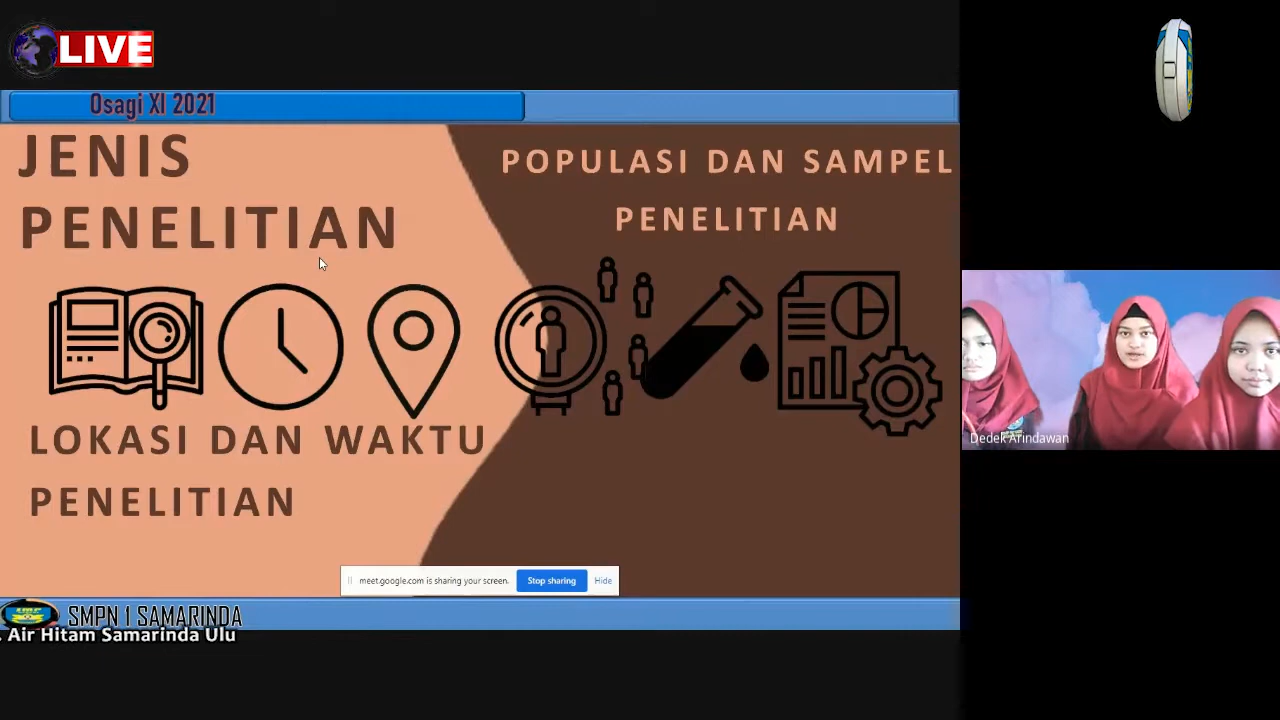 LIVE
Osagi XI 2021
JENIS
PENELITIAN
POPULASI DAN SAMPEL
PENELITIAN
LOKASI DAN WAKTU
PENELITIAN
Dedek Arindawan
meet.google.com is sharing your screen.
Stop sharing
Hide
SMPN 1 SAMARINDA
. Air Hitam Samarinda Ulu